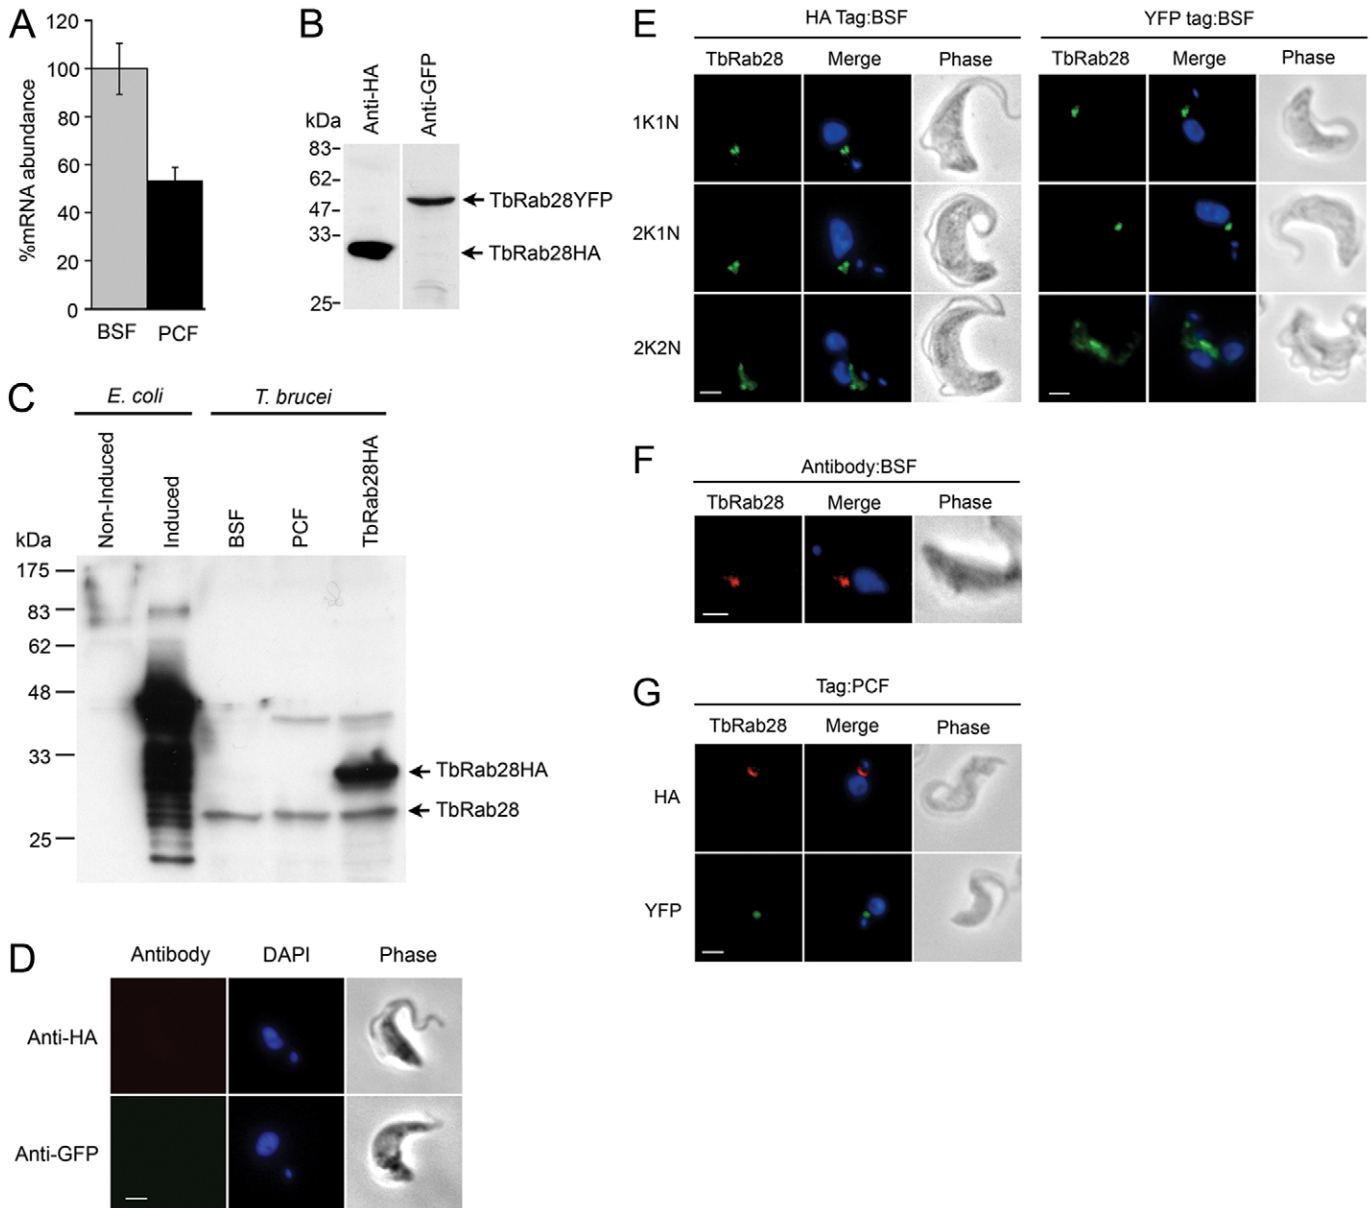 A
120
100
80
60
40
20
0
%mRNA abundance
BSF PCF
B
kDa
Anti-HA
Anti-GFP
83
62
47
33
25
TbRab28YFP
TbRab28HA
C
E. coli T. brucei
Non-Induced
Induced
BSF
PCF
TbRab28HA
kDa
175
83
62
48
33
25
TbRab28HA
TbRab28
D
Antibody DAPI Phase
Anti-HA
Anti-GFP
E
HA Tag:BSF YFP tag:BSF
TbRab28 Merge Phase TbRab28 Merge Phase
1K1N
2K1N
2K2N
F
Antibody:BSF
TbRab28 Merge Phase
G
Tag:PCF
TbRab28 Merge Phase
HA
YFP